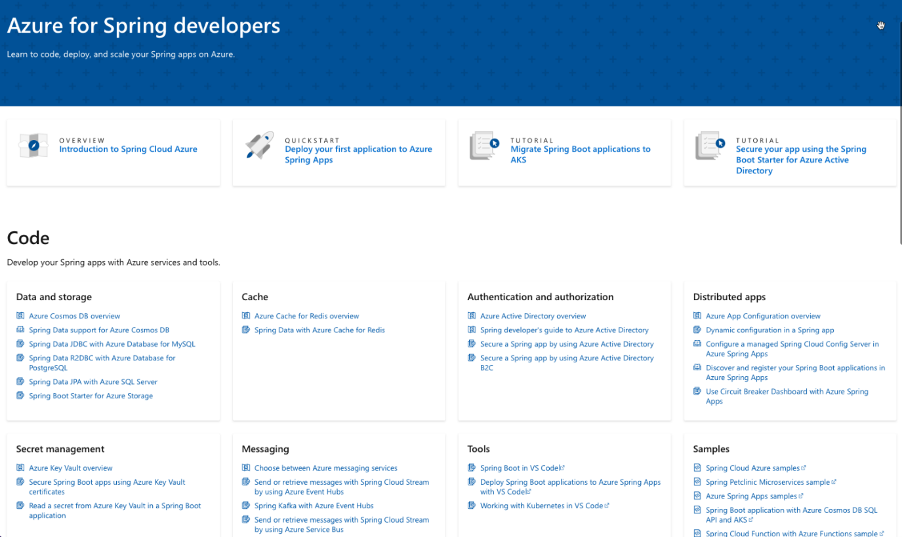 Azure for Spring developers
Learn to code, deploy, and scale your Spring apps on Azure.
OVERVIEW
Introduction to Spring Cloud Azure
QUICKSTART
Deploy your first application to Azure
Spring Apps
TUTORIAL
Migrate Spring Boot applications to
AKS
TUTORIAL
Secure your app using the Spring
Boot Starter for Azure Active
Directory
Code
Develop your Spring apps with Azure services and tools.
Data and storage
Azure Cosmos DB overview
Spring Data support for Azure Cosmos DB
Spring Data JDBC with Azure Database for MySQL
Spring Data R2DBC with Azure Database for
PostgreSQL
Spring Data JPA with Azure SQL Server
Spring Boot Starter for Azure Storage
Cache
Azure Cache for Redis overview
Spring Data with Azure Cache for Redis
Authentication and authorization
Azure Active Directory overview
Spring developer's guide to Azure Active Directory
Secure a Spring app by using Azure Active Directory
Secure a Spring app by using Azure Active Directory
B2C
Distributed apps
Azure App Configuration overview
Dynamic configuration in a Spring app
Configure a managed Spring Cloud Config Server in
Azure Spring Apps
Discover and register your Spring Boot applications in
Azure Spring Apps
Use Circuit Breaker Dashboard with Azure Spring
Apps
Secret management
Azure Key Vault overview
Secure Spring Boot apps using Azure Key Vault
certificates
Read a secret from Azure Key Vault in a Spring Boot
application
Messaging
Choose between Azure messaging services
Send or retrieve messages with Spring Cloud Stream
by using Azure Event Hubs
Spring Kafka with Azure Event Hubs
Send or retrieve messages with Spring Cloud Stream
by using Azure Service Bus
Tools
Spring Boot in VS Code
Deploy Spring Boot applications to Azure Spring Apps
with VS Code
Working with Kubernetes in VS Code
Samples
Spring Cloud Azure samples
Spring Petclinic Microservices sample
Azure Spring Apps samples
Spring Boot application with Azure Cosmos DB SQL
API and AKS
Spring Cloud Function with Azure Functions sample